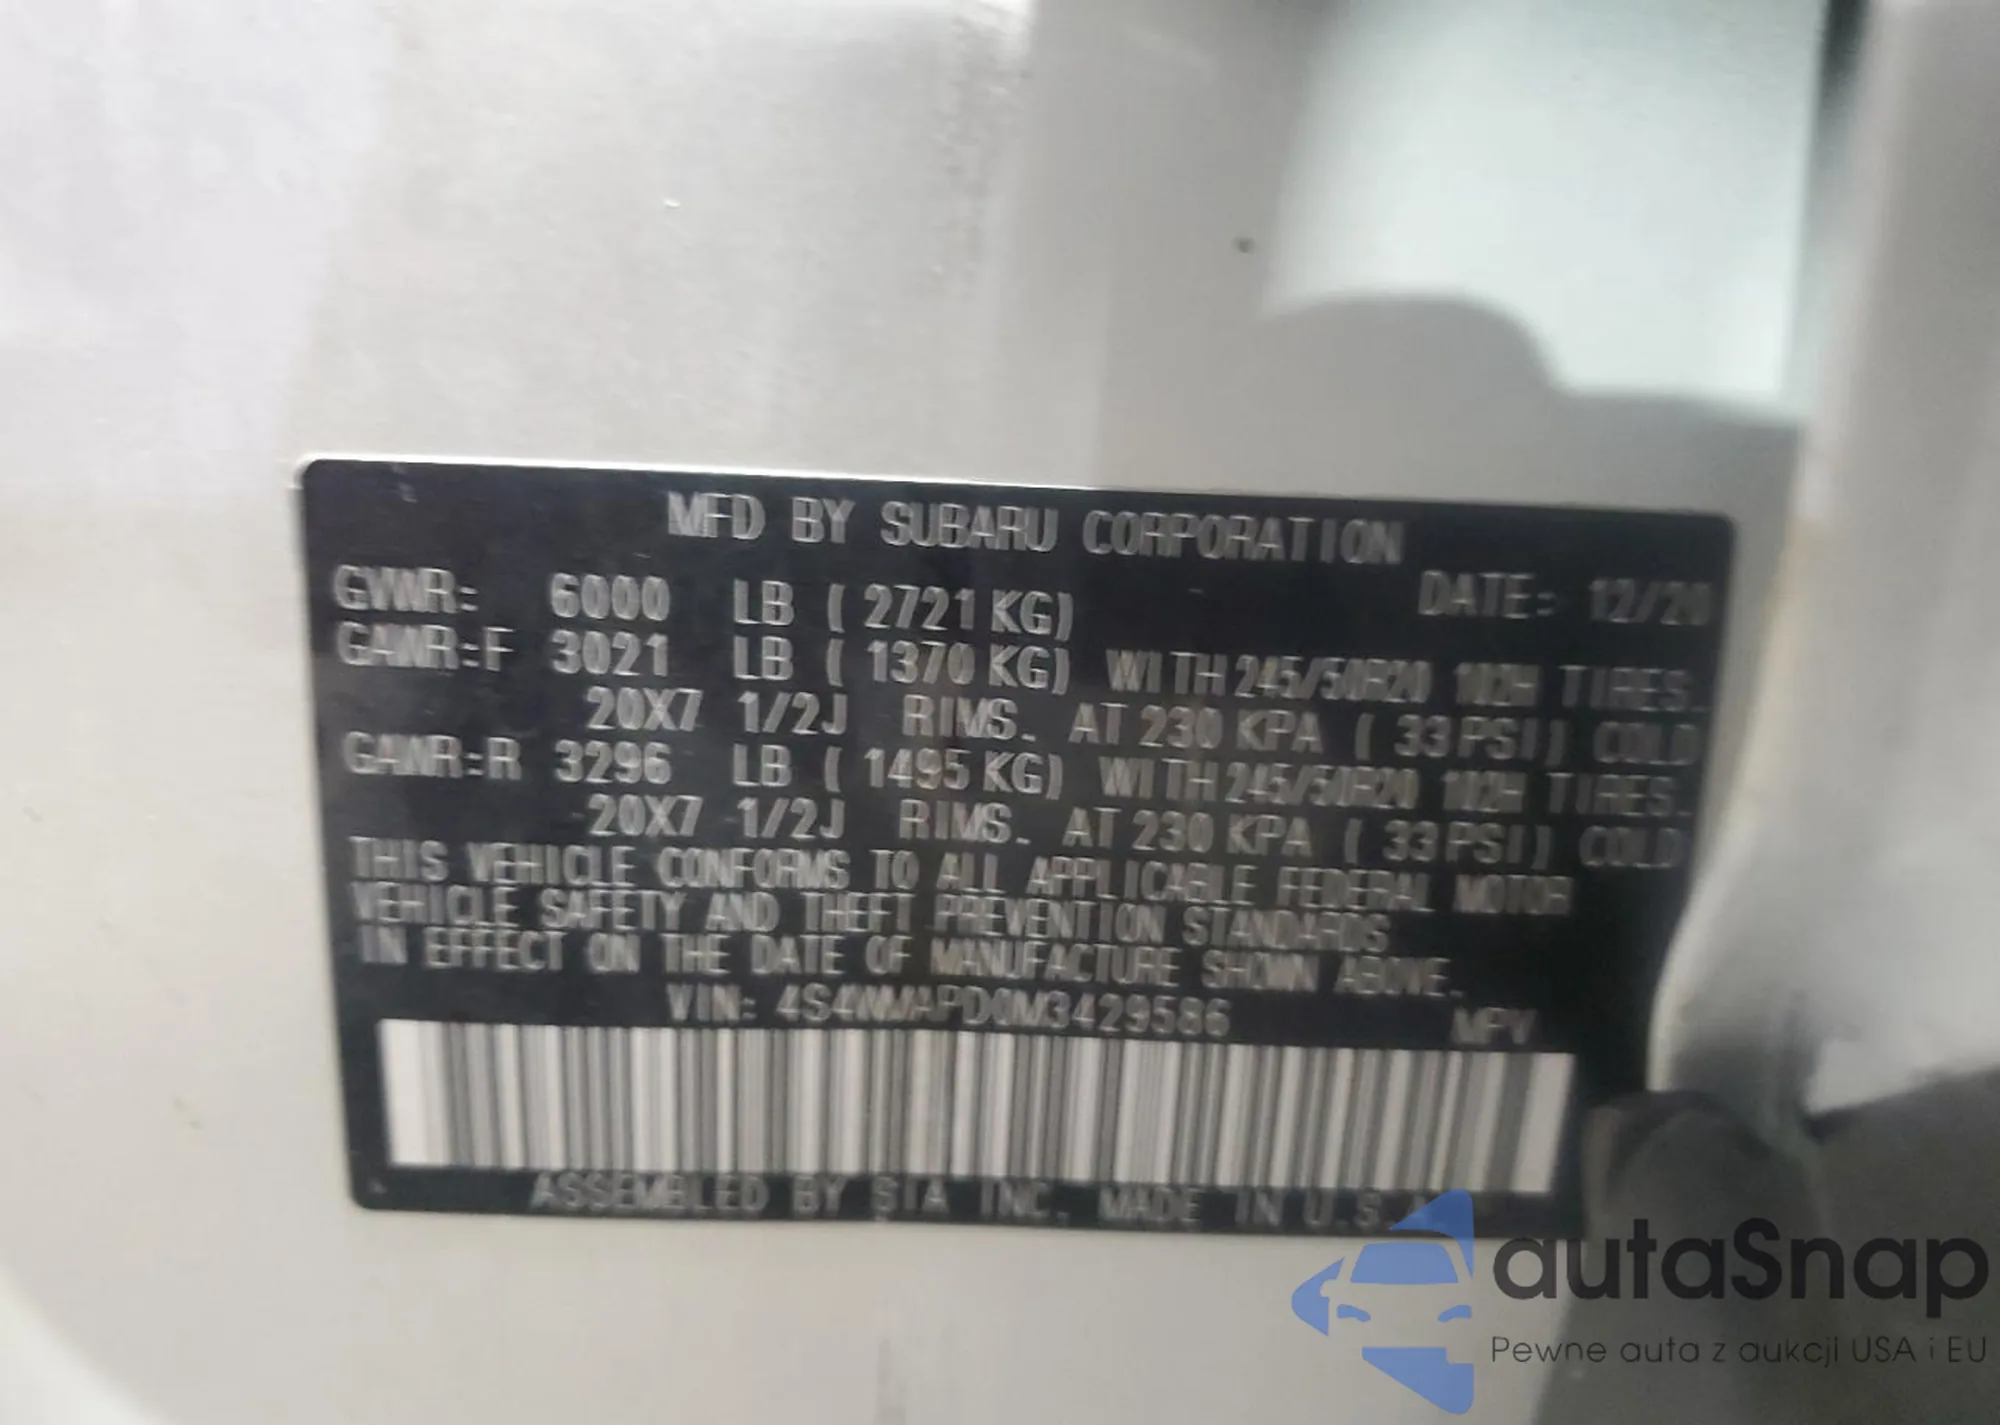 MFD BY SUBARU CORPORATION
GVWR: 6000 LB ( 2721 KG) DATE: 12/20
GAWR:F 3021 LB ( 1370 KG) WITH 245/50R20 102H TIRES.
20X7 1/2J RIMS. AT 230 KPA ( 33PSI) COLD
GAWR:R 3296 LB ( 1495 KG) WITH 245/50R20 102H TIRES.
20X7 1/2J RIMS. AT 230 KPA ( 33PSI) COLD
THIS VEHICLE CONFORMS TO ALL APPLICABLE FEDERAL MOTOR
VEHICLE SAFETY AND THEFT PREVENTION STANDARDS
IN EFFECT ON THE DATE OF MANUFACTURE SHOWN ABOVE.
VIN: 4S4WMAPD0M3429586 MPV
ASSEMBLED BY SIA INC. MADE IN U.S.A
autaSnap
Pewne auta z aukcji USA i EU